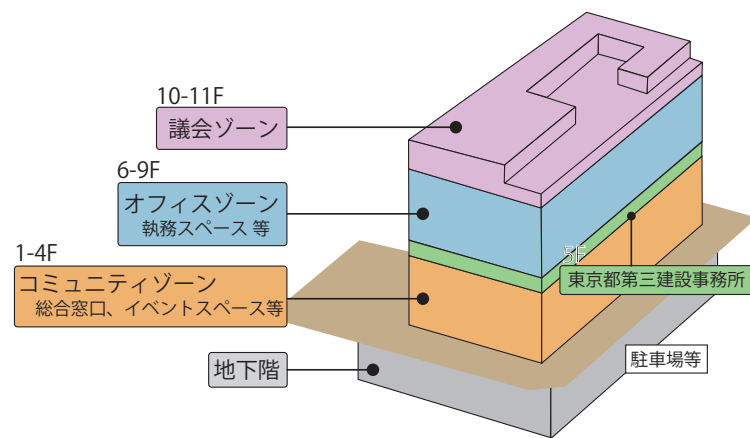 10-11F
議会ゾーン
6-9F
オフィスゾーン
執務スペース 等
1-4F
コミュニティゾーン
総合窓口、イベントスペース等
5F
東京都第三建設事務所
地下階
駐車場等